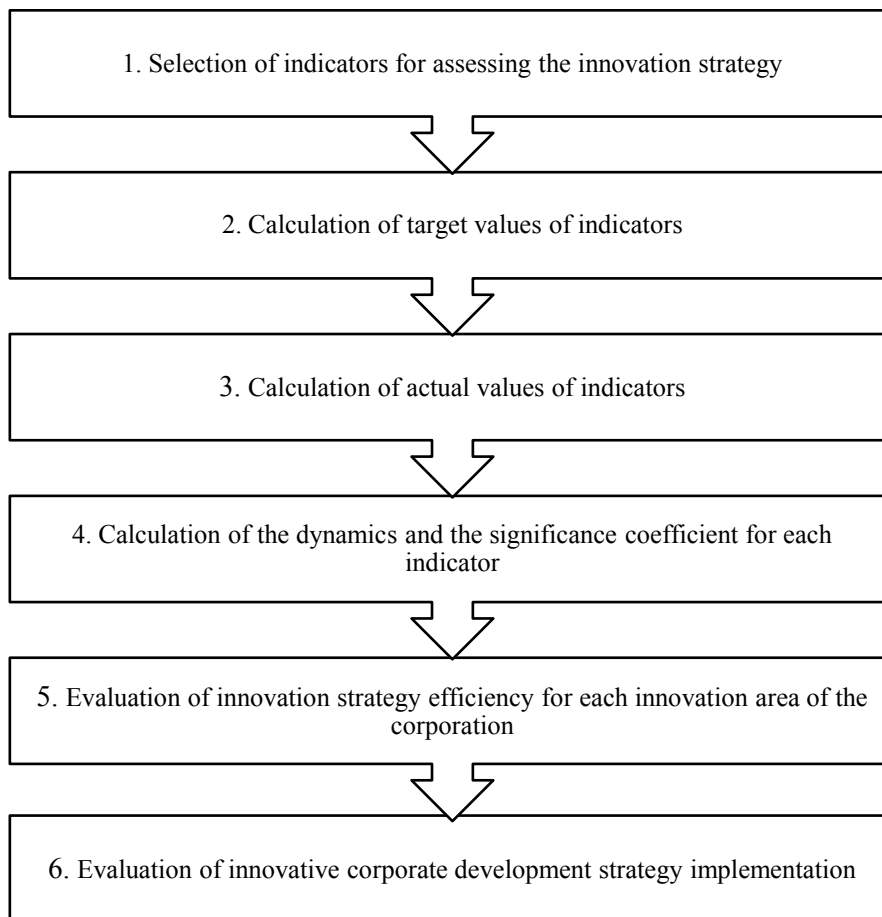 1. Selection of indicators for assessing the innovation strategy
2. Calculation of target values of indicators
3. Calculation of actual values of indicators
4. Calculation of the dynamics and the significance coefficient for each
indicator
5. Evaluation of innovation strategy efficiency for each innovation area of the
corporation
6. Evaluation of innovative corporate development strategy implementation